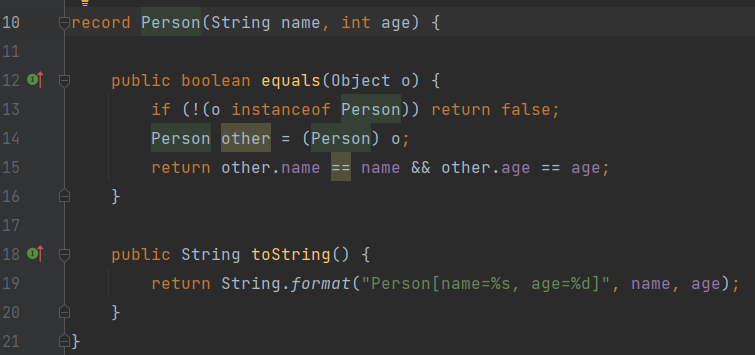 10 record Person(String name, int age) {
11
12 public boolean equals(Object o) {
13 if (!(o instanceof Person)) return false;
14 Person other = (Person) o;
15 return other.name == name && other.age == age;
16 }
17
18 public String toString() {
19 return String.format("Person[name=%s, age=%d]", name, age);
20 }
21 }